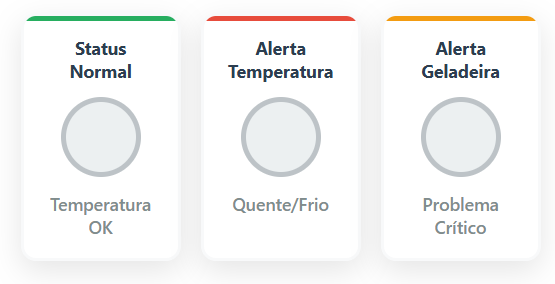 Status
Normal
Temperatura
OK
Alerta
Temperatura
Quente/Frio
Alerta
Geladeira
Problema
Crítico